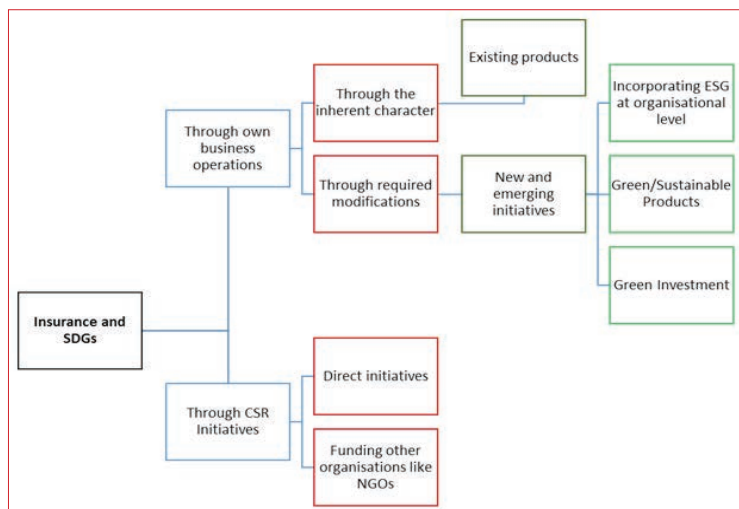 Existing products
Through the
inherent character
Incorporating ESG
at organisational
level
Through own
business
operations
Through required
modifications
New and
emerging
initiatives
Green/Sustainable
Products
Green Investment
Insurance and
SDGs
Direct initiatives
Through CSR
Initiatives
Funding other
organisations like
NGOs